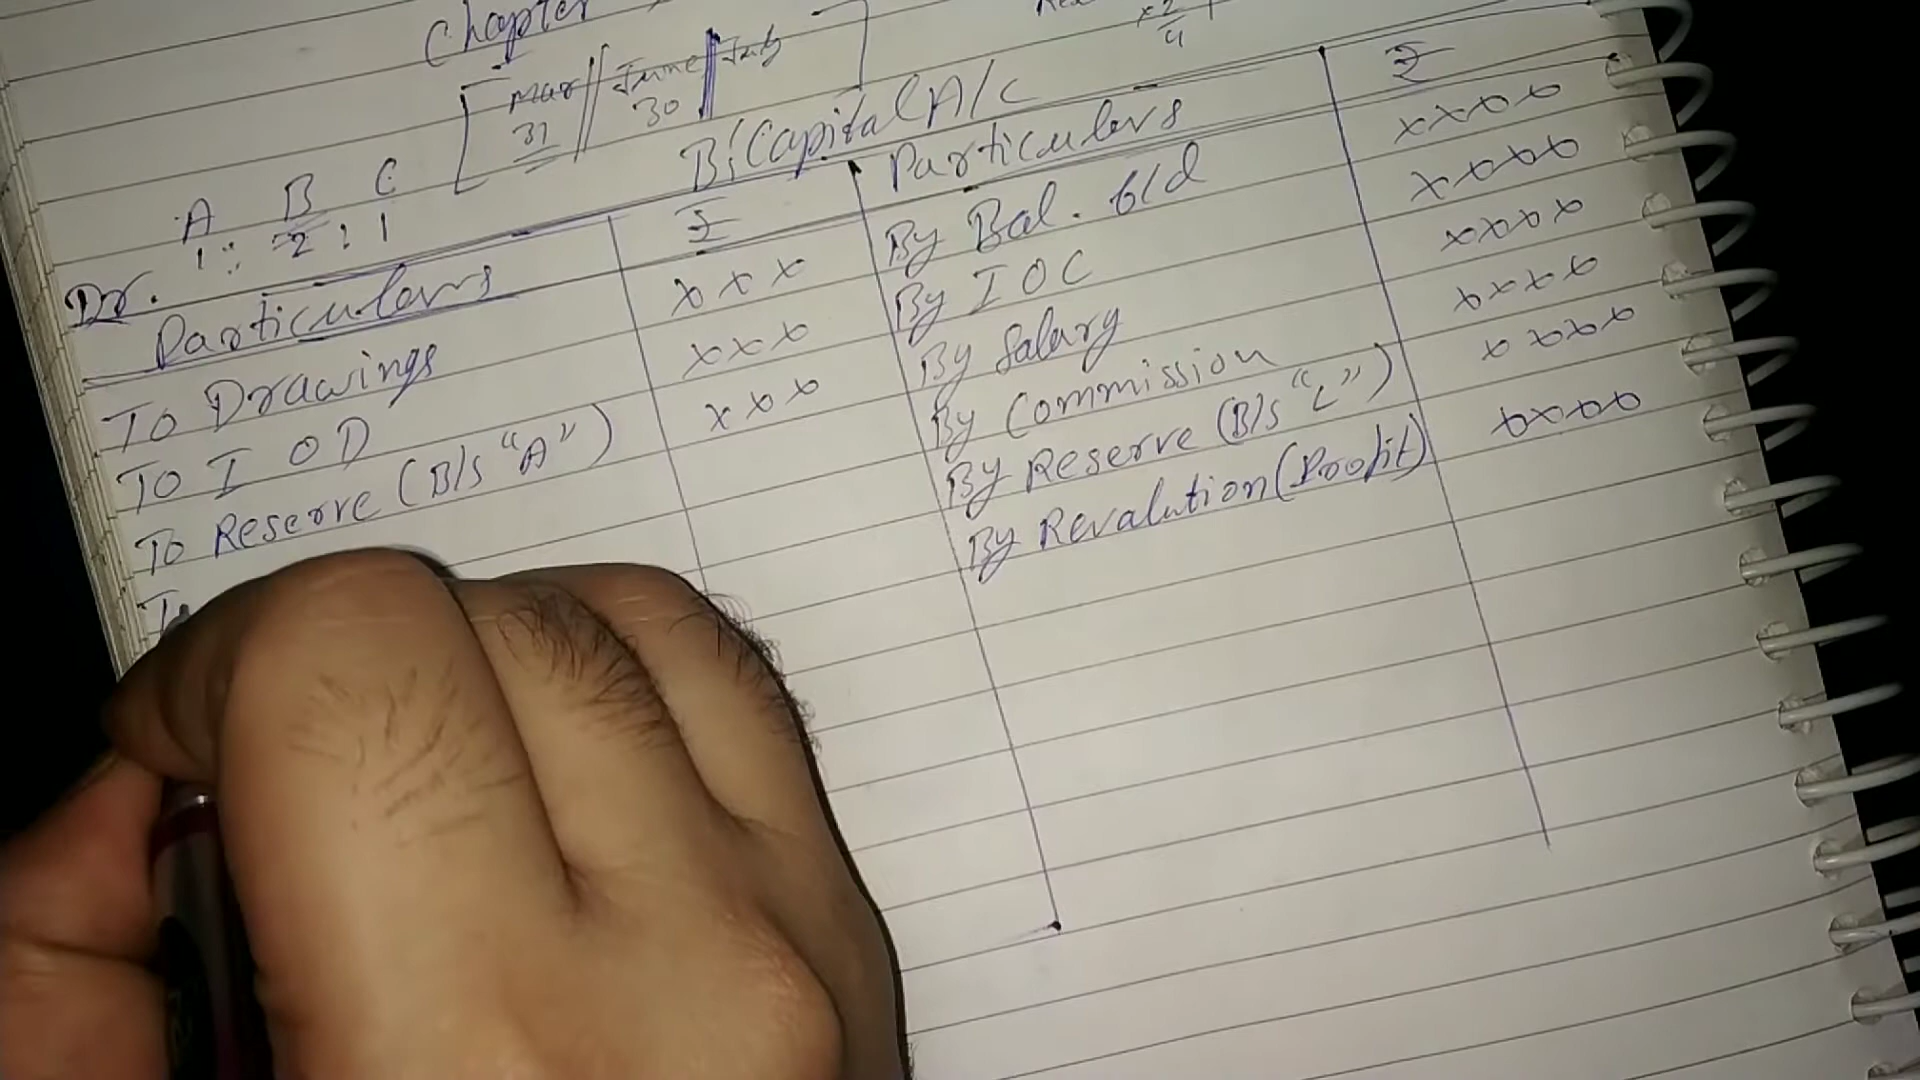 Chapter
Mar June July
31 30
×2/4
A B C
1: 2 : 1
B's Capital A/c
Dr.
Particulars ₹ Particulars ₹
To Drawings xxx By Bal. b/d xxxx
To I O D xxx By I O C xxxx
To Reserve (B/s "A") xxx By Salary xxxx
By Commission xxxx
By Reserve (B/s "L") xxxx
By Revalution (Profit) xxxx